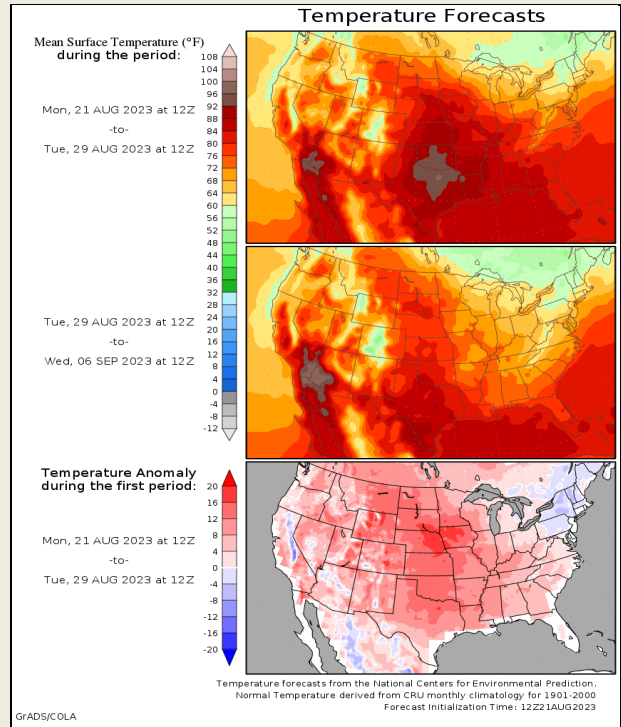 Temperature Forecasts
Mean Surface Temperature (°F)
during the period:
108
104
100
96
92
88
84
80
76
72
68
64
60
56
52
48
44
40
36
32
28
24
20
16
12
8
4
0
-4
-8
-12
Mon, 21 AUG 2023 at 12Z
-to-
Tue, 29 AUG 2023 at 12Z
Tue, 29 AUG 2023 at 12Z
-to-
Wed, 06 SEP 2023 at 12Z
Temperature Anomaly
during the first period:
20
16
12
8
4
0
-4
-8
-12
-16
-20
Mon, 21 AUG 2023 at 12Z
-to-
Tue, 29 AUG 2023 at 12Z
Temperature forecasts from the National Centers for Environmental Prediction.
Normal Temperature derived from CRU monthly climatology for 1901-2000
Forecast Initialization Time: 12Z21AUG2023
GrADS/COLA